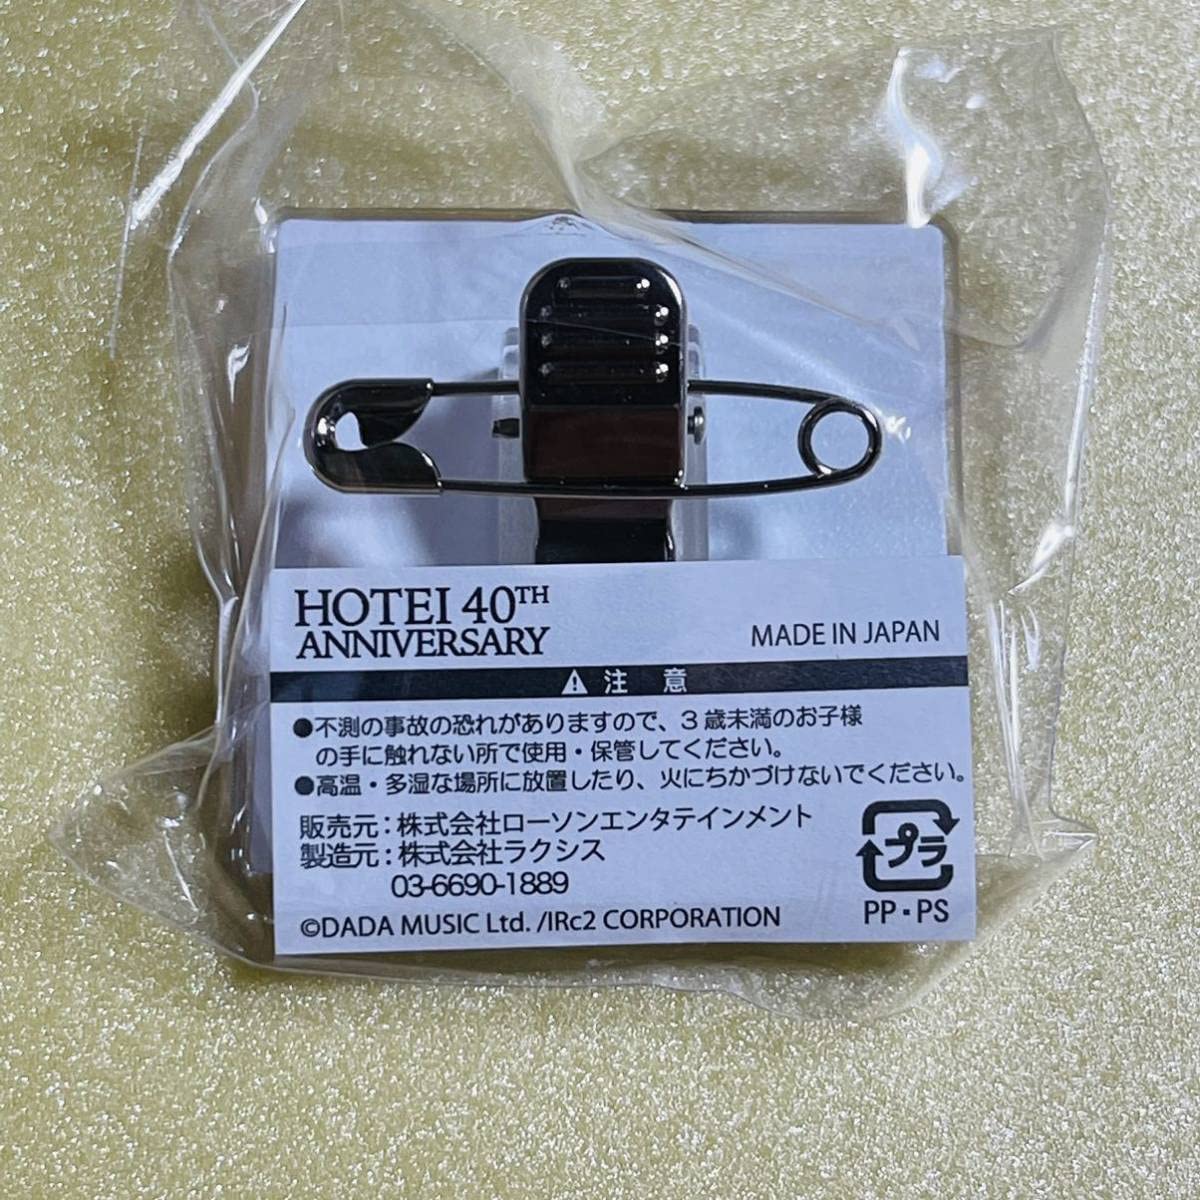 HOTEI 40TH
ANNIVERSARY
MADE IN JAPAN
注 意
●不測の事故の恐れがありますので、3歳未満のお子様
の手に触れない所で使用・保管してください。
●高温・多湿な場所に放置したり、火にちかづけないでください。
販売元:株式会社ローソンエンタテインメント
製造元:株式会社ラクシス
03-6690-1889
©DADA MUSIC Ltd. /IRc2 CORPORATION
プラ
PP・PS